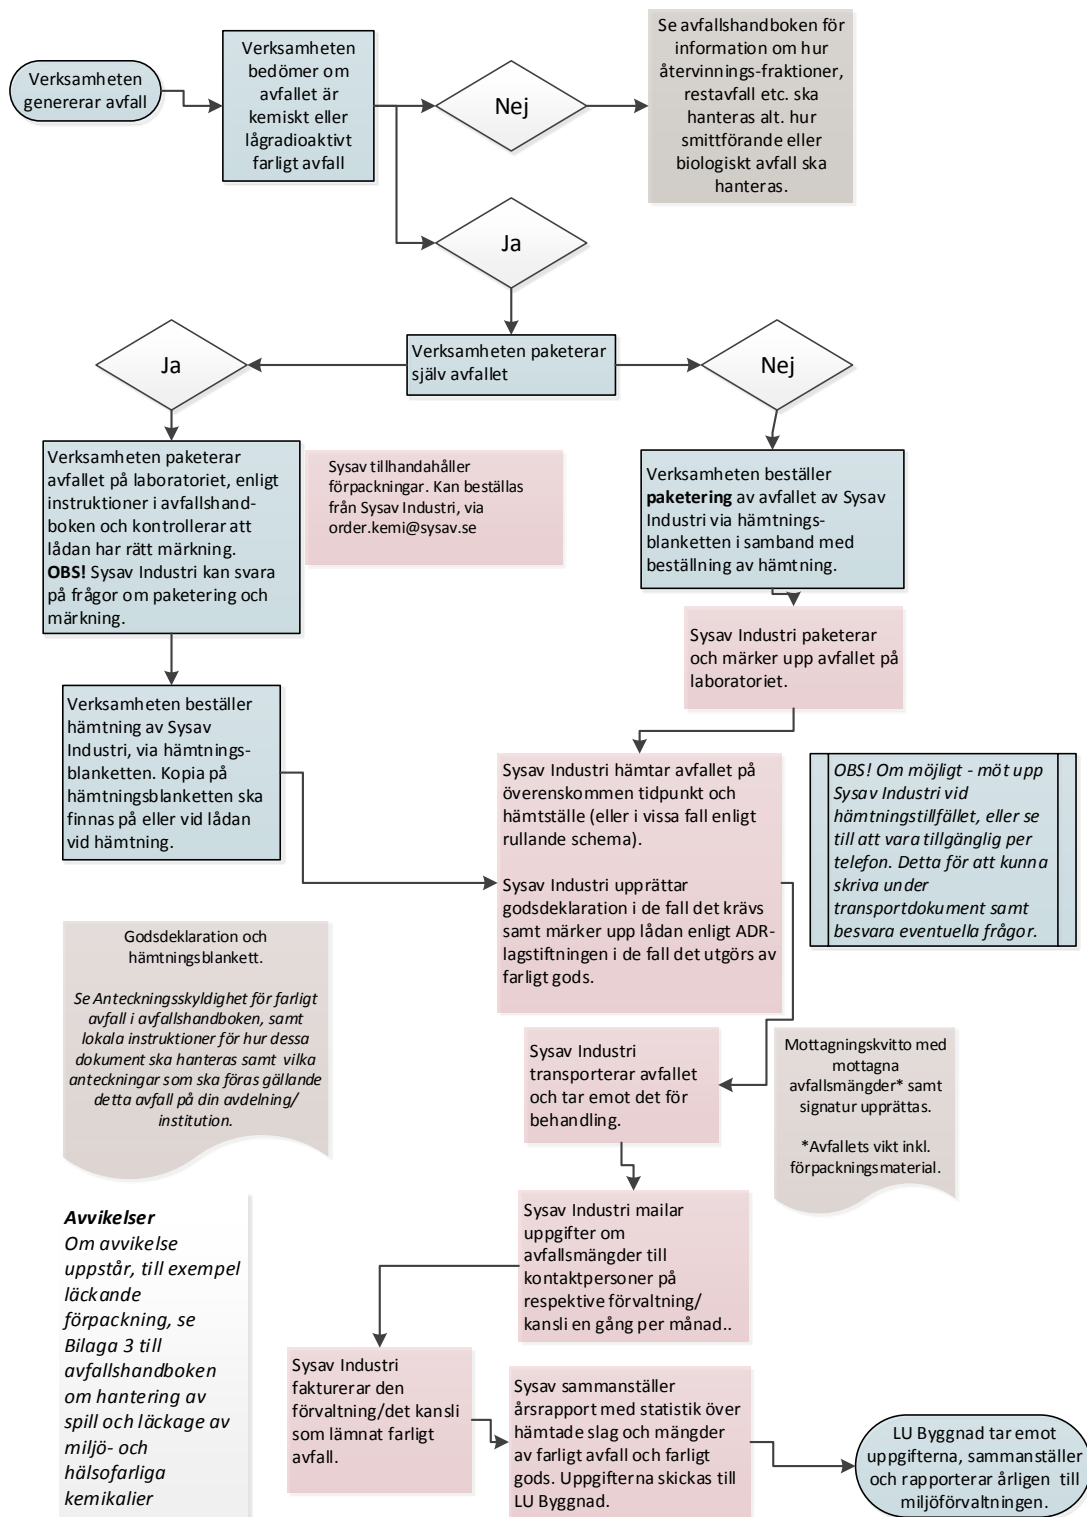 Verksamheten
genererar avfall
Verksamheten
bedömer om
avfallet är
kemiskt eller
lågradioaktivt
farligt avfall
Nej
Se avfallshandboken för
information om hur
återvinnings-fraktioner,
restavfall etc. ska
hanteras alt. hur
smittförande eller
biologiskt avfall ska
hanteras.
Ja
Verksamheten paketerar
själv avfallet
Ja
Nej
Verksamheten paketerar
avfallet på laboratoriet, enligt
instruktioner i avfallshand-
boken och kontrollerar att
lådan har rätt märkning.
OBS! Sysav Industri kan svara
på frågor om paketering och
märkning.
Sysav tillhandahåller
förpackningar. Kan beställas
från Sysav Industri, via
order.kemi@sysav.se
Verksamheten beställer
paketering av avfallet av Sysav
Industri via hämtnings-
blanketten i samband med
beställning av hämtning.
Sysav Industri paketerar
och märker upp avfallet på
laboratoriet.
Verksamheten beställer
hämtning av Sysav
Industri, via hämtnings-
blanketten. Kopia på
hämtningsblanketten ska
finnas på eller vid lådan
vid hämtning.
Sysav Industri hämtar avfallet på
överenskommen tidpunkt och
hämtställe (eller i vissa fall enligt
rullande schema).
Sysav Industri upprättar
godsdeklaration i de fall det krävs
samt märker upp lådan enligt ADR-
lagstiftningen i de fall det utgörs av
farligt gods.
OBS! Om möjligt - möt upp
Sysav Industri vid
hämtningstillfället, eller se
till att vara tillgänglig per
telefon. Detta för att kunna
skriva under
transportdokument samt
besvara eventuella frågor.
Godsdeklaration och
hämtningsblankett.
Se Anteckningsskyldighet för farligt
avfall i avfallshandboken, samt
lokala instruktioner för hur dessa
dokument ska hanteras samt vilka
anteckningar som ska föras gällande
detta avfall på din avdelning/
institution.
Sysav Industri
transporterar avfallet
och tar emot det för
behandling.
Mottagningskvitto med
mottagna
avfallsmängder* samt
signatur upprättas.
*Avfallets vikt inkl.
förpackningsmaterial.
Avvikelser
Om avvikelse
uppstår, till exempel
läckande
förpackning, se
Bilaga 3 till
avfallshandboken
om hantering av
spill och läckage av
miljö- och
hälsofarliga
kemikalier
Sysav Industri mailar
uppgifter om
avfallsmängder till
kontaktpersoner på
respektive förvaltning/
kansli en gång per månad..
Sysav Industri
fakturerar den
förvaltning/det kansli
som lämnat farligt
avfall.
Sysav sammanställer
årsrapport med statistik över
hämtade slag och mängder
av farligt avfall och farligt
gods. Uppgifterna skickas till
LU Byggnad.
LU Byggnad tar emot
uppgifterna, sammanställer
och rapporterar årligen till
miljöförvaltningen.